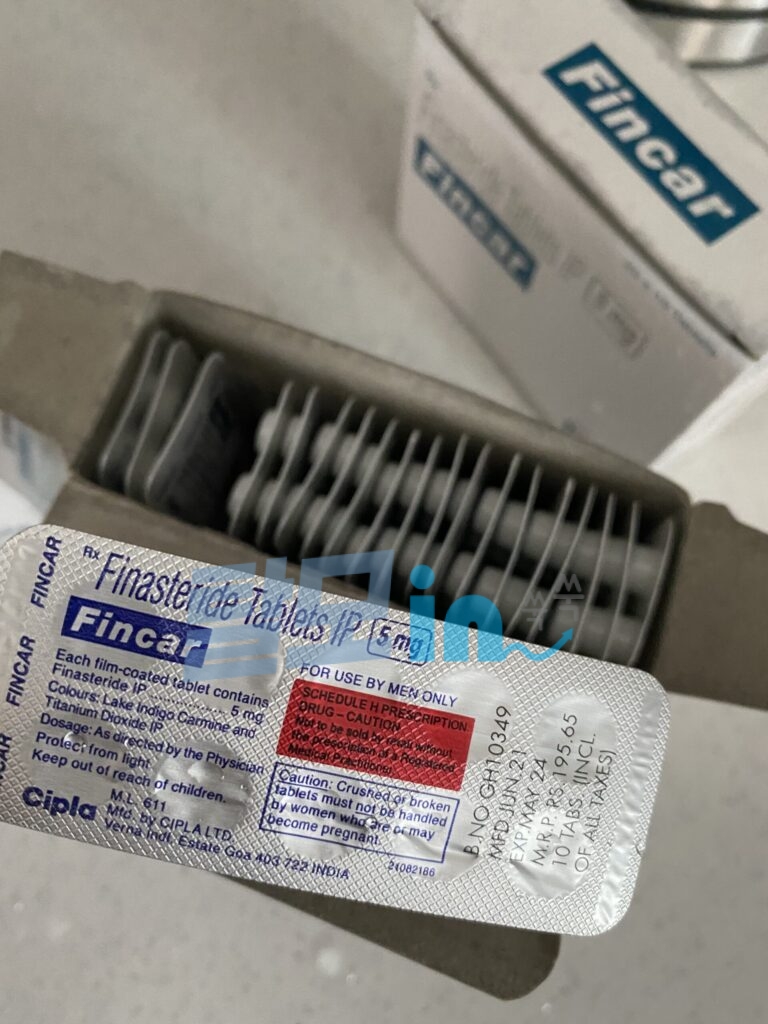 Fincar
Fincar
FINCAR
FINCAR
Rx
Finasteride Tablets IP 5 mg
Fincar
Each film-coated tablet contains
Finasteride IP ............... 5 mg
Colours: Lake Indigo Carmine and
Titanium Dioxide IP
Dosage: As directed by the Physician
Protect from light
Keep out of reach of children.
Cipla
M.L. 611
Mfd. by CIPLA LTD.
Verna Indl. Estate Goa 403 722 INDIA
FOR USE BY MEN ONLY
SCHEDULE H PRESCRIPTION
DRUG – CAUTION
Not to be sold by retail without
the prescription of a Registered
Medical Practitioner
Caution: Crushed or broken
tablets must not be handled
by women who are or may
become pregnant.
21082186
B.NO.GH10349
MFD.JUN.21
EXP.MAY 24
M.R.P. RS. 195.65
10 TABS. (INCL.
OF ALL TAXES)
in